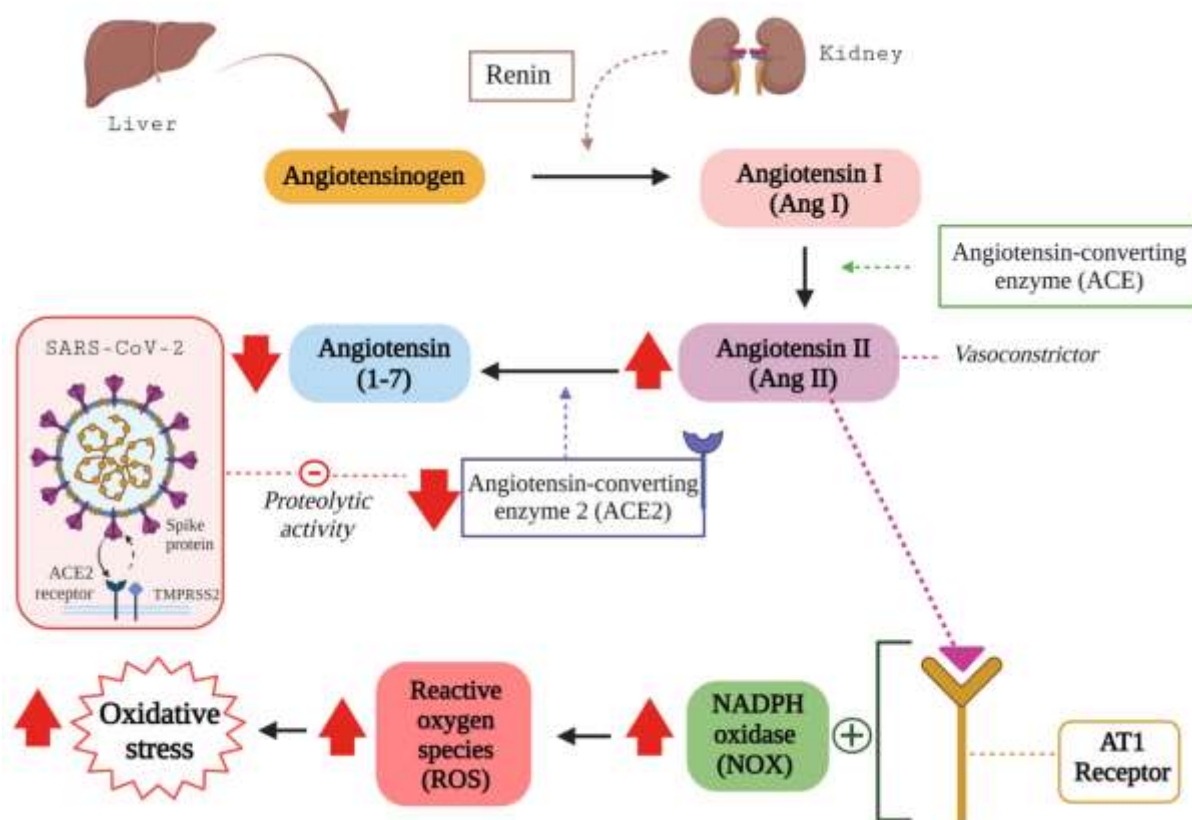 Liver
Renin
Kidney
Angiotensinogen
Angiotensin I
(Ang I)
Angiotensin-converting
enzyme (ACE)
SARS-CoV-2
Angiotensin
(1-7)
Angiotensin II
(Ang II)
Vasoconstrictor
Proteolytic
activity
Angiotensin-converting
enzyme 2 (ACE2)
Spike
protein
ACE2
receptor
TMPRSS2
Oxidative
stress
Reactive
oxygen
species
(ROS)
NADPH
oxidase
(NOX)
AT1
Receptor